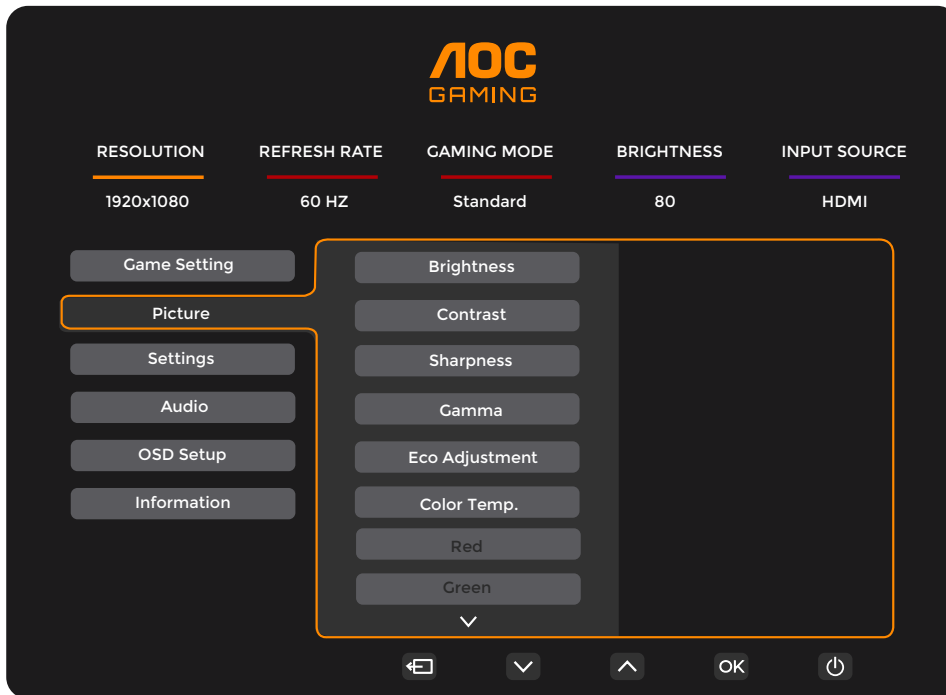 AOC
GAMING
RESOLUTION REFRESH RATE GAMING MODE BRIGHTNESS INPUT SOURCE
1920x1080 60 HZ Standard 80 HDMI
Game Setting
Picture
Settings
Audio
OSD Setup
Information
Brightness
Contrast
Sharpness
Gamma
Eco Adjustment
Color Temp.
Red
Green
OK